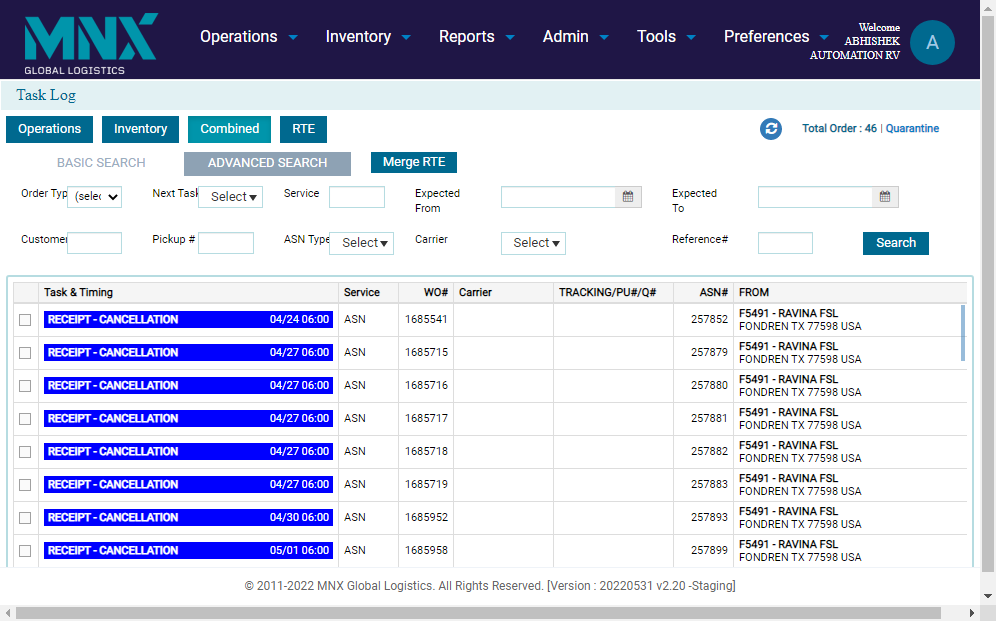 MNX
GLOBAL LOGISTICS
Operations Inventory Reports Admin Tools Preferences
Welcome
ABHISHEK
AUTOMATION RV
A
Task Log
Operations Inventory Combined RTE
Total Order : 46 | Quarantine
BASIC SEARCH ADVANCED SEARCH Merge RTE
Order Typ (selec Next Task Select Service Expected From Expected To
Customer Pickup # ASN Type Select Carrier Select Reference# Search
Task & Timing Service WO# Carrier TRACKING/PU#/Q# ASN# FROM
RECEIPT - CANCELLATION 04/24 06:00 ASN 1685541 257852 F5491 - RAVINA FSL
FONDREN TX 77598 USA
RECEIPT - CANCELLATION 04/27 06:00 ASN 1685715 257879 F5491 - RAVINA FSL
FONDREN TX 77598 USA
RECEIPT - CANCELLATION 04/27 06:00 ASN 1685716 257880 F5491 - RAVINA FSL
FONDREN TX 77598 USA
RECEIPT - CANCELLATION 04/27 06:00 ASN 1685717 257881 F5491 - RAVINA FSL
FONDREN TX 77598 USA
RECEIPT - CANCELLATION 04/27 06:00 ASN 1685718 257882 F5491 - RAVINA FSL
FONDREN TX 77598 USA
RECEIPT - CANCELLATION 04/27 06:00 ASN 1685719 257883 F5491 - RAVINA FSL
FONDREN TX 77598 USA
RECEIPT - CANCELLATION 04/30 06:00 ASN 1685952 257893 F5491 - RAVINA FSL
FONDREN TX 77598 USA
RECEIPT - CANCELLATION 05/01 06:00 ASN 1685958 257899 F5491 - RAVINA FSL
FONDREN TX 77598 USA
© 2011-2022 MNX Global Logistics. All Rights Reserved. [Version : 20220531 v2.20 -Staging]